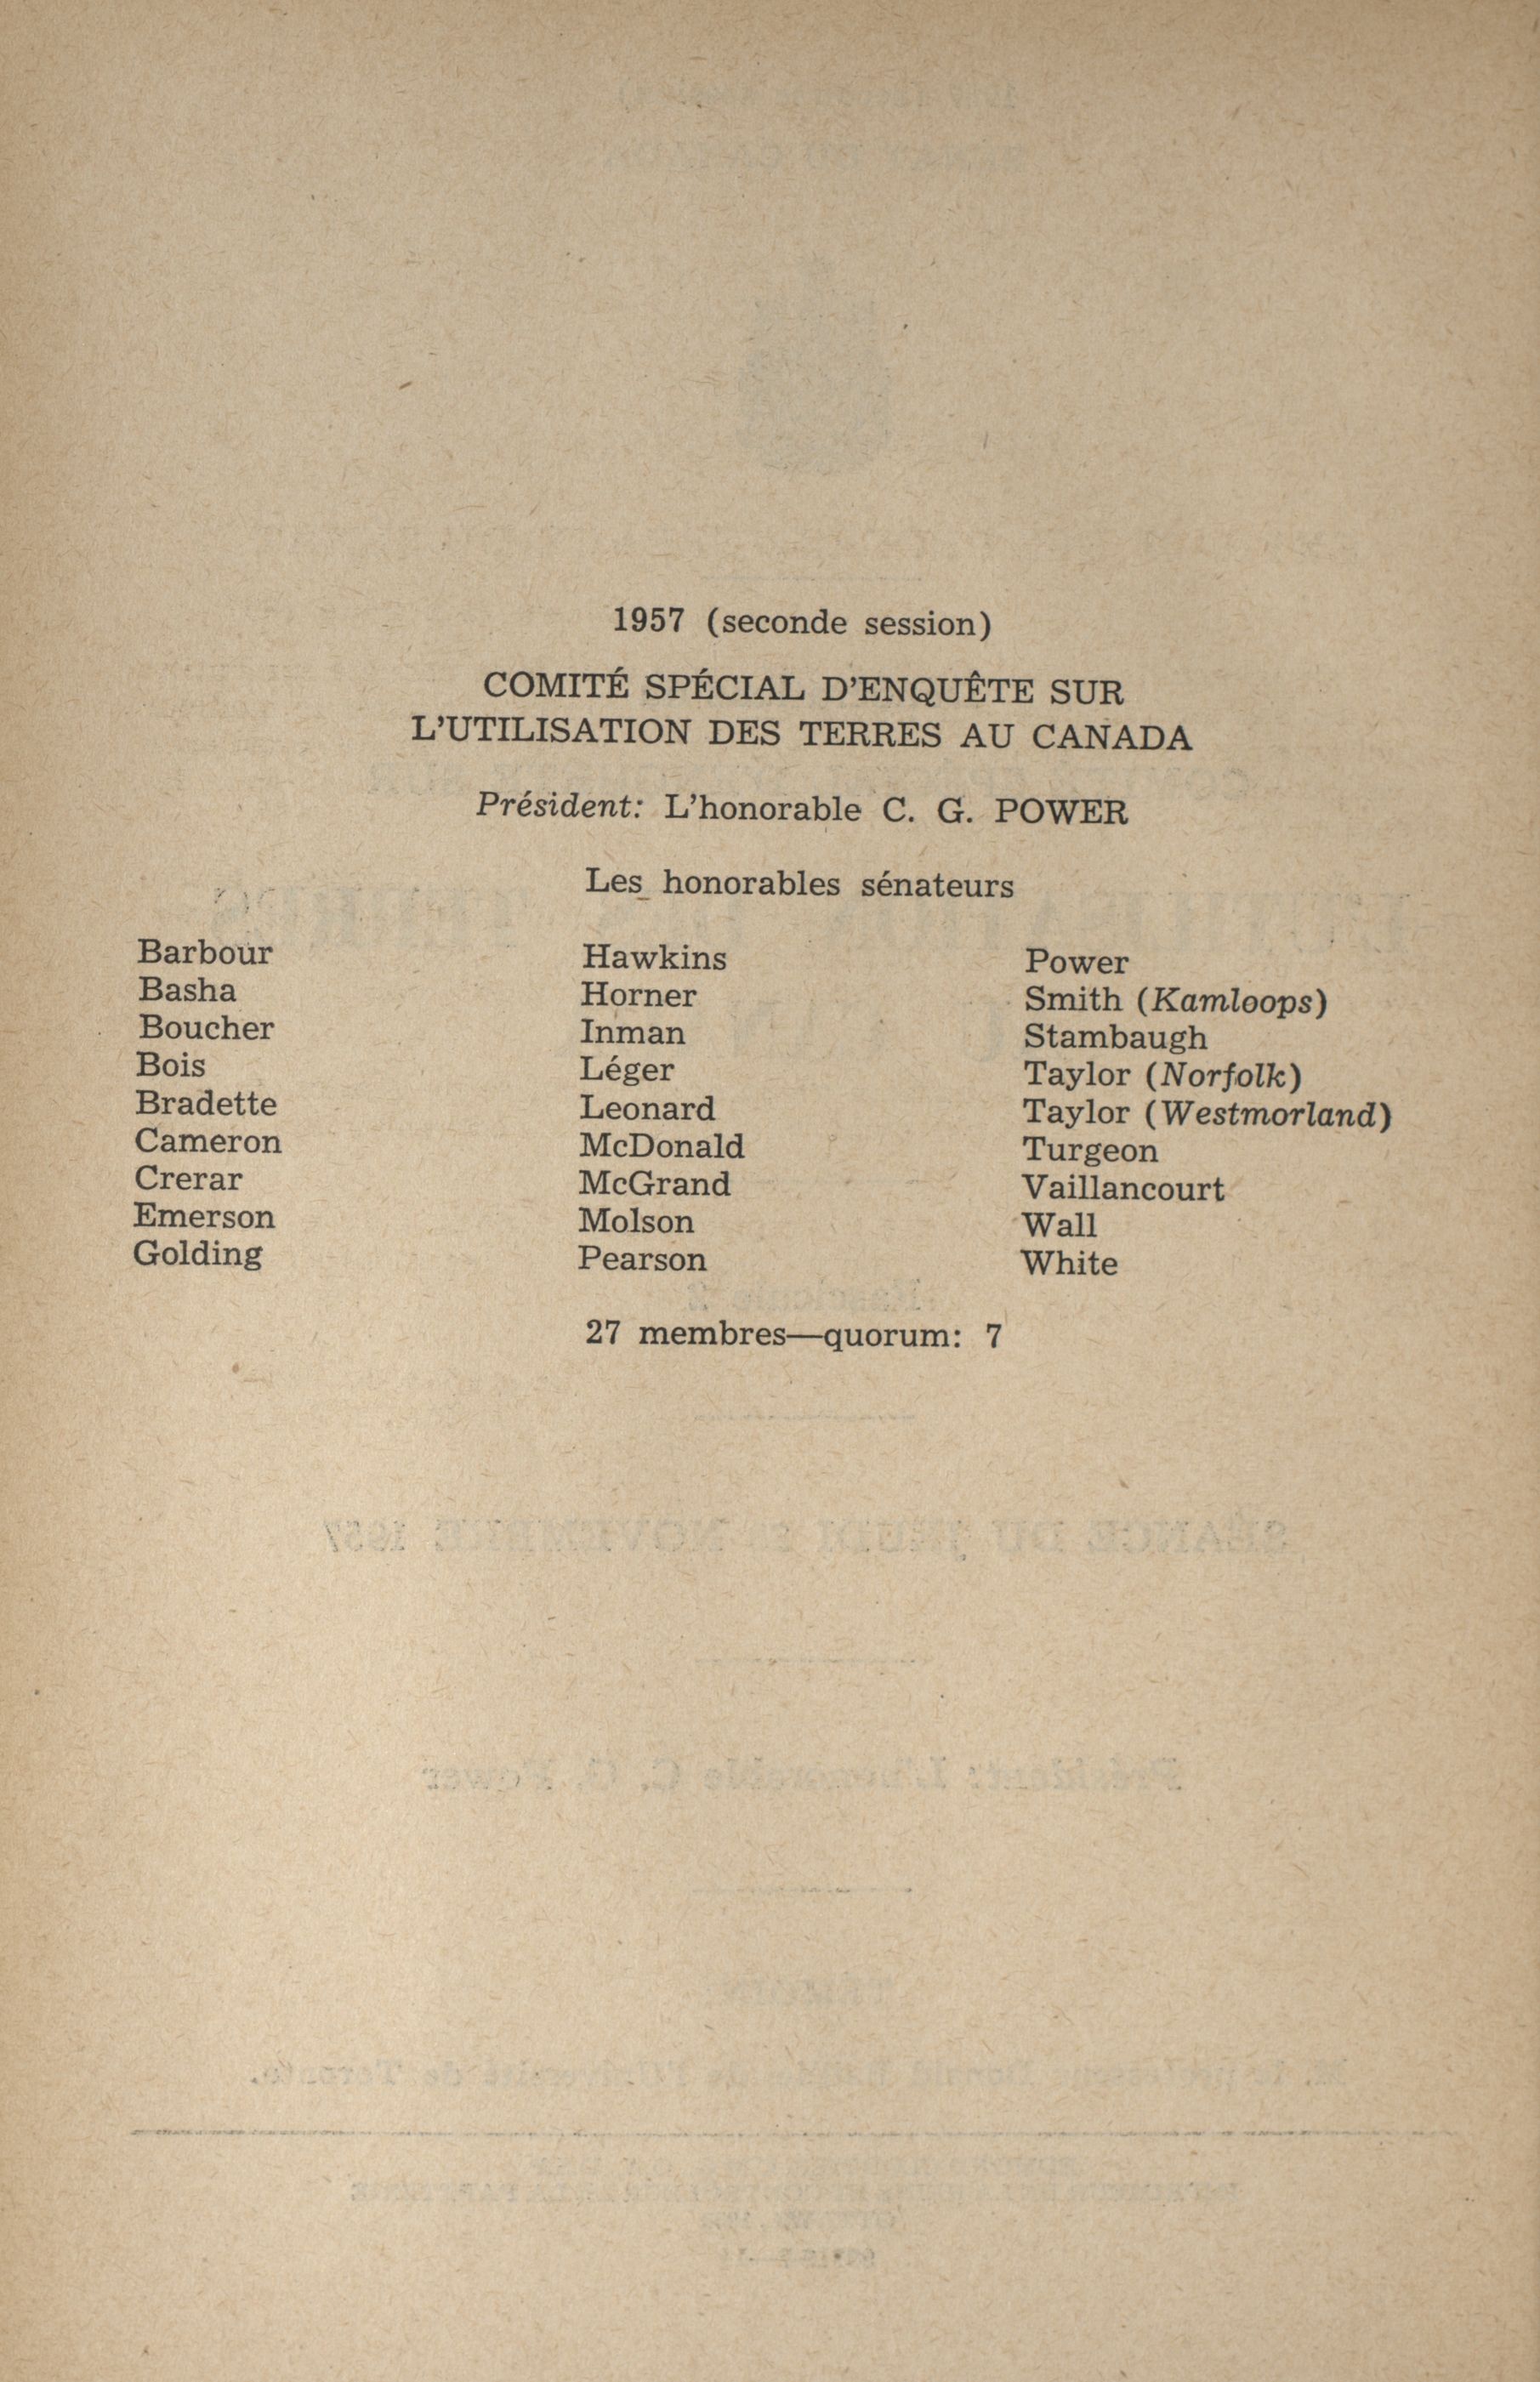 1957 (seconde session)
COMITÉ SPÉCIAL D'ENQUÊTE SUR
L'UTILISATION DES TERRES AU CANADA
Président: L'honorable C. G. POWER
Les honorables sénateurs
Barbour
Basha
Boucher
Bois
Bradette
Cameron
Crerar
Emerson
Golding
Hawkins
Horner
Inman
Léger
Leonard
McDonald
McGrand
Molson
Pearson
Power
Smith (Kamloops)
Stambaugh
Taylor (Norfolk)
Taylor (Westmorland)
Turgeon
Vaillancourt
Wall
White
27 membres—quorum: 7